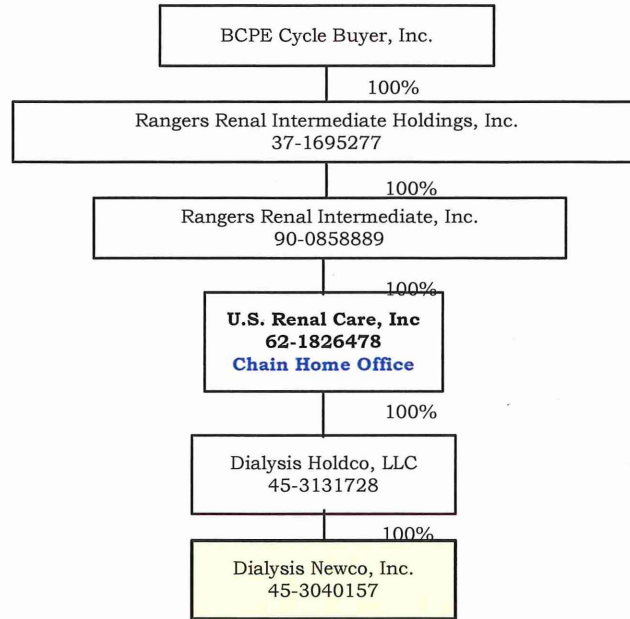 BCPE Cycle Buyer, Inc.
100%
Rangers Renal Intermediate Holdings, Inc.
37-1695277
100%
Rangers Renal Intermediate, Inc.
90-0858889
100%
U.S. Renal Care, Inc
62-1826478
Chain Home Office
100%
Dialysis Holdco, LLC
45-3131728
100%
Dialysis Newco, Inc.
45-3040157